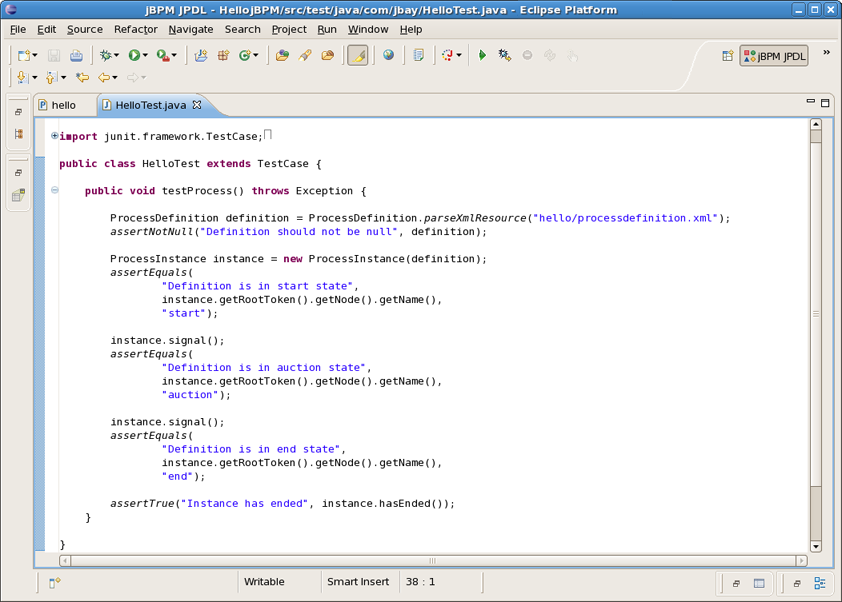 jBPM JPDL - HellojBPM/src/test/java/com/jbay/HelloTest.java - Eclipse Platform
File Edit Source Refactor Navigate Search Project Run Window Help
jBPM JPDL
hello HelloTest.java
import junit.framework.TestCase;
public class HelloTest extends TestCase {
public void testProcess() throws Exception {
ProcessDefinition definition = ProcessDefinition.parseXmlResource("hello/processdefinition.xml");
assertNotNull("Definition should not be null", definition);
ProcessInstance instance = new ProcessInstance(definition);
assertEquals(
"Definition is in start state",
instance.getRootToken().getNode().getName(),
"start");
instance.signal();
assertEquals(
"Definition is in auction state",
instance.getRootToken().getNode().getName(),
"auction");
instance.signal();
assertEquals(
"Definition is in end state",
instance.getRootToken().getNode().getName(),
"end");
assertTrue("Instance has ended", instance.hasEnded());
}
}
Writable Smart Insert 38 : 1